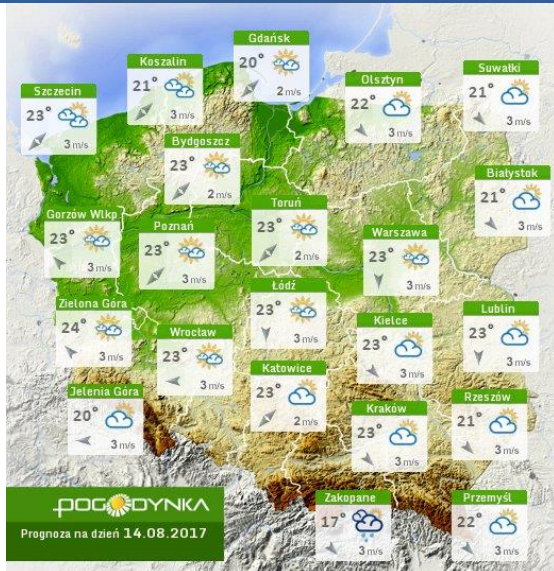 Gdańsk
20°
2 m/s
Koszalin
21°
3 m/s
Suwałki
21°
3 m/s
Olsztyn
22°
3 m/s
Szczecin
23°
3 m/s
Bydgoszcz
23°
2 m/s
Białystok
21°
3 m/s
Toruń
23°
2 m/s
Gorzów Wlkp
23°
3 m/s
Poznań
23°
3 m/s
Warszawa
23°
3 m/s
Łódź
23°
3 m/s
Zielona Góra
24°
3 m/s
Lublin
23°
3 m/s
Kielce
23°
3 m/s
Wrocław
23°
3 m/s
Katowice
23°
2 m/s
Jelenia Góra
20°
3 m/s
Rzeszów
21°
3 m/s
Kraków
23°
3 m/s
Zakopane
17°
3 m/s
Przemyśl
22°
3 m/s
POGODYNKA
Prognoza na dzień 14.08.2017